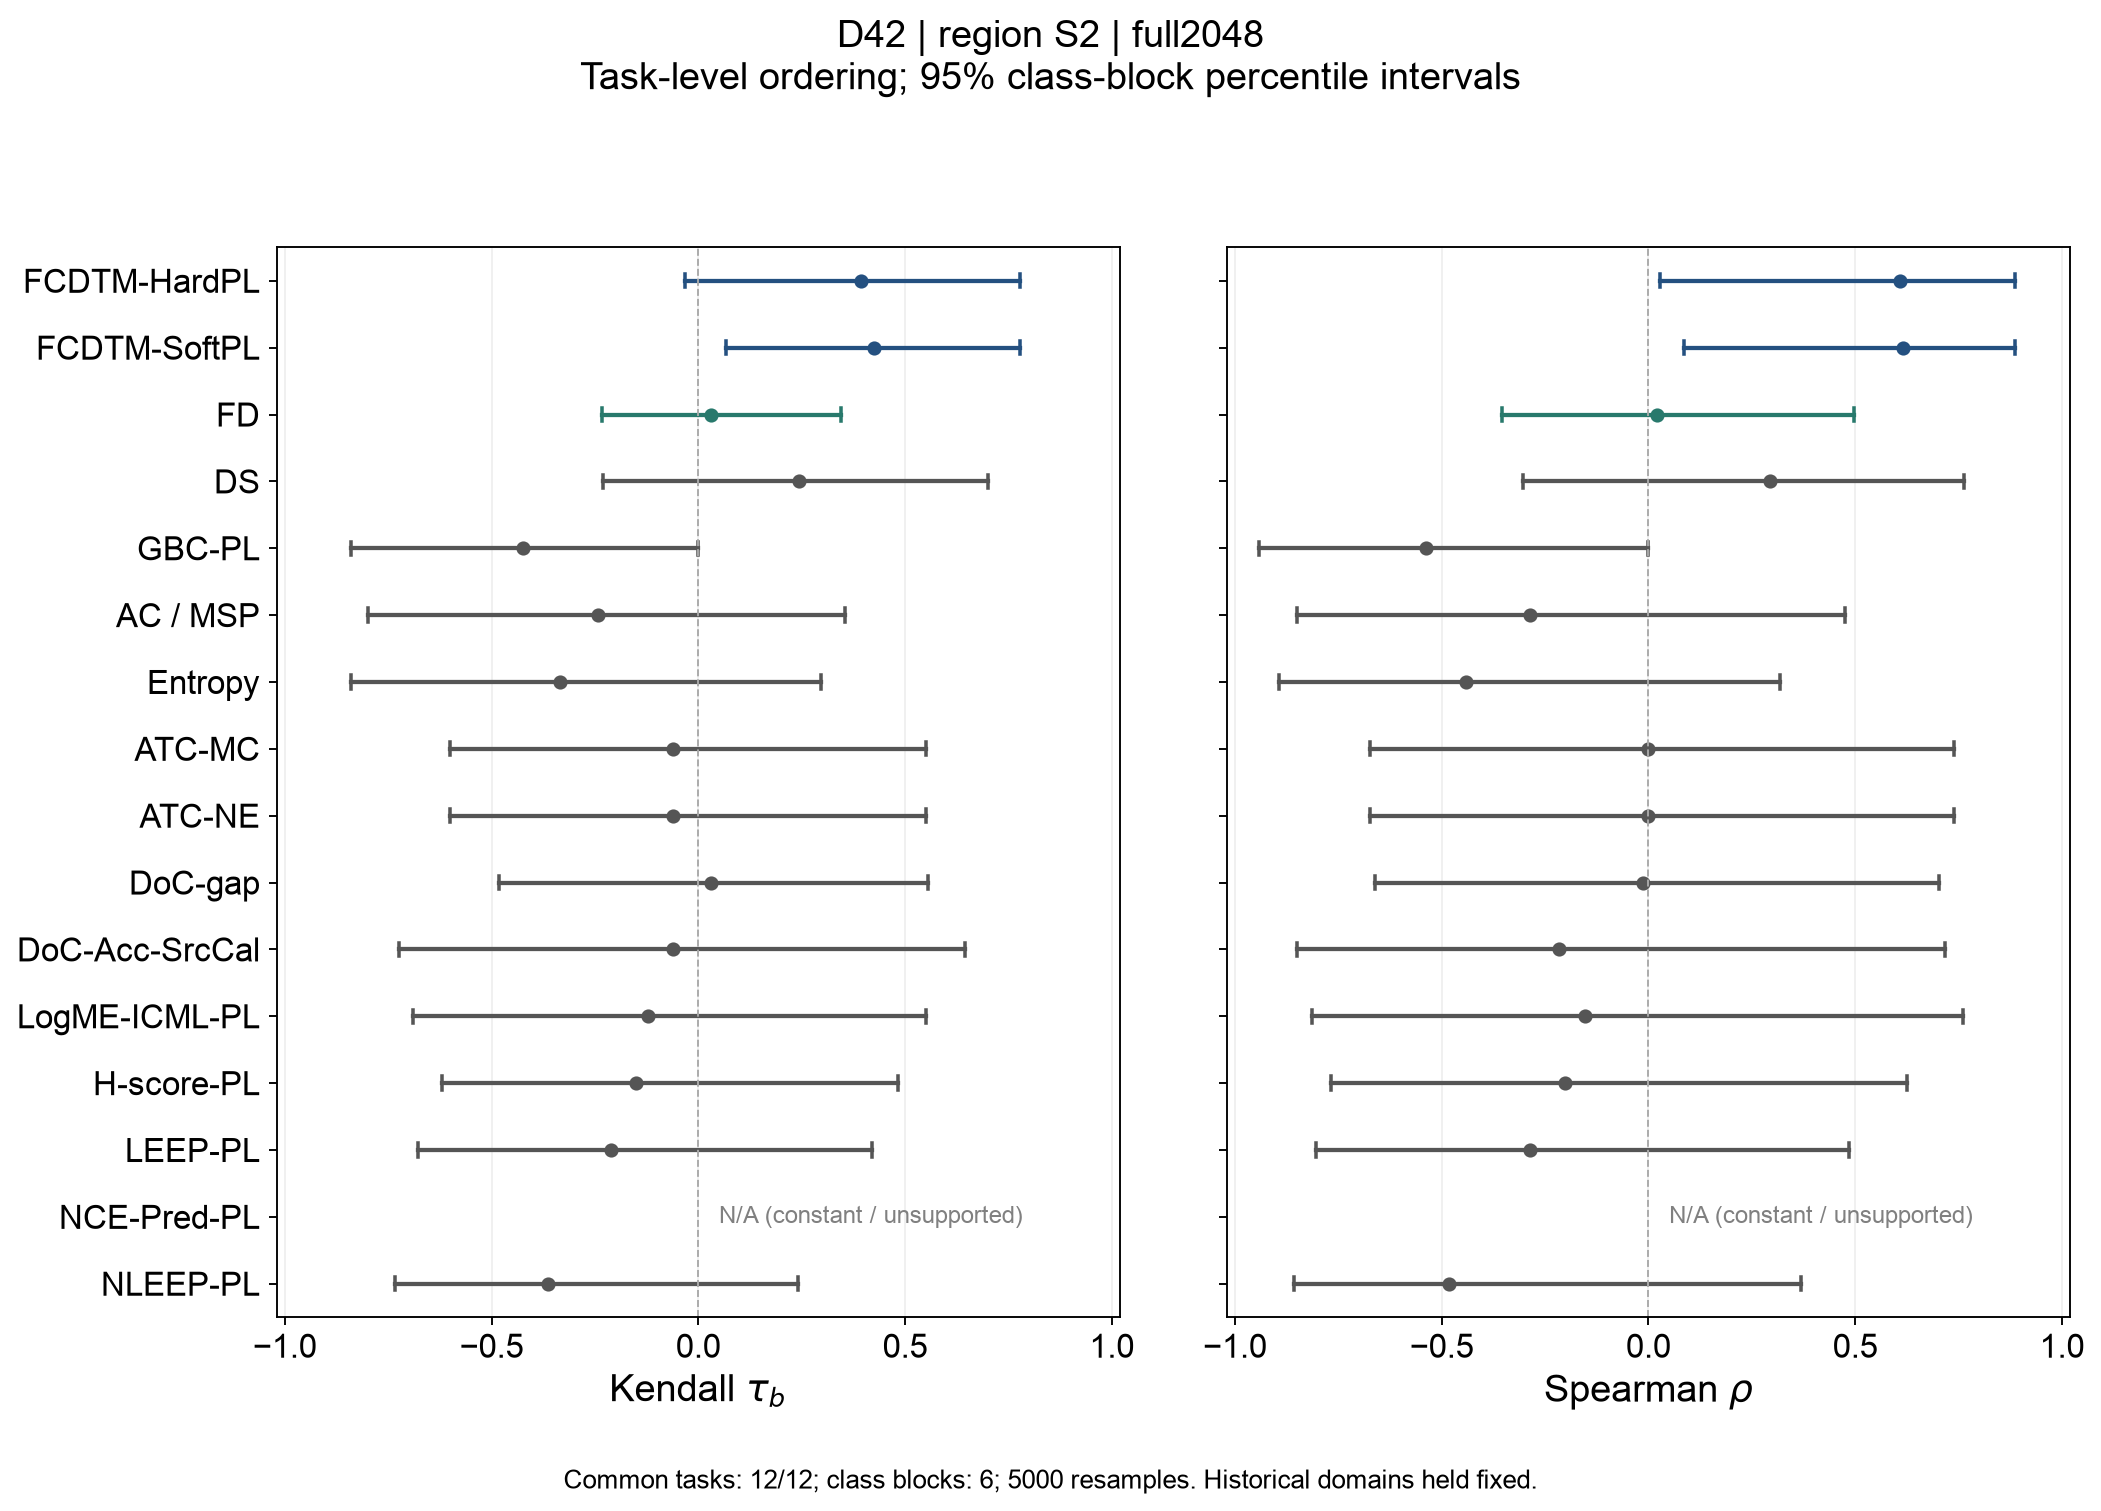 D42 | region S2 | full2048
Task-level ordering; 95% class-block percentile intervals
FCDTM-HardPL
FCDTM-SoftPL
FD
DS
GBC-PL
AC / MSP
Entropy
ATC-MC
ATC-NE
DoC-gap
DoC-Acc-SrcCal
LogME-ICML-PL
H-score-PL
LEEP-PL
NCE-Pred-PL
NLEEP-PL
N/A (constant / unsupported)
−1.0 −0.5 0.0 0.5 1.0
Kendall τb
N/A (constant / unsupported)
−1.0 −0.5 0.0 0.5 1.0
Spearman ρ
Common tasks: 12/12; class blocks: 6; 5000 resamples. Historical domains held fixed.